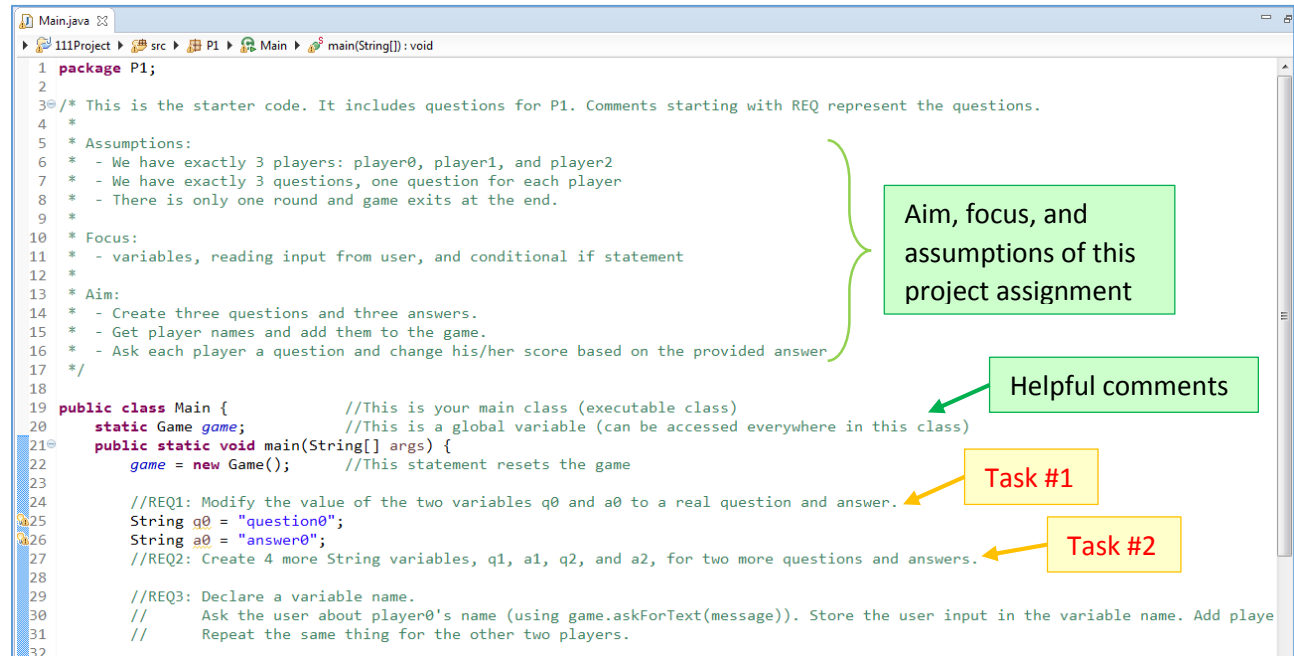 Main.java
111Project src P1 Main main(String[]) : void
1 package P1;
2
3 /* This is the starter code. It includes questions for P1. Comments starting with REQ represent the questions.
4 *
5 * Assumptions:
6 * - We have exactly 3 players: player0, player1, and player2
7 * - We have exactly 3 questions, one question for each player
8 * - There is only one round and game exits at the end.
9 *
10 * Focus:
11 * - variables, reading input from user, and conditional if statement
12 *
13 * Aim:
14 * - Create three questions and three answers.
15 * - Get player names and add them to the game.
16 * - Ask each player a question and change his/her score based on the provided answer
17 */
18
Aim, focus, and
assumptions of this
project assignment
Helpful comments
19 public class Main { //This is your main class (executable class)
20 static Game game; //This is a global variable (can be accessed everywhere in this class)
21 public static void main(String[] args) {
22 game = new Game(); //This statement resets the game
23
Task #1
24 //REQ1: Modify the value of the two variables q0 and a0 to a real question and answer.
25 String q0 = "question0";
26 String a0 = "answer0";
Task #2
27 //REQ2: Create 4 more String variables, q1, a1, q2, and a2, for two more questions and answers.
28
29 //REQ3: Declare a variable name.
30 // Ask the user about player0's name (using game.askForText(message)). Store the user input in the variable name. Add playe
31 // Repeat the same thing for the other two players.
32